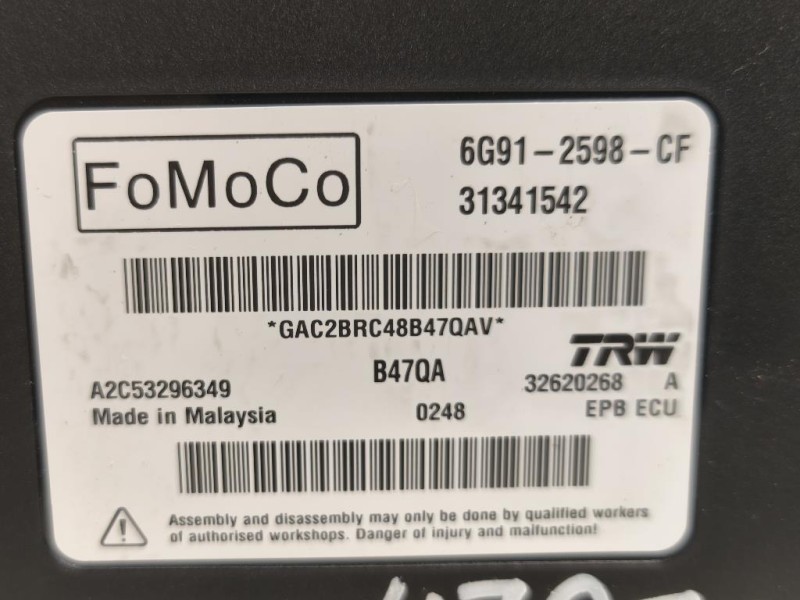 FoMoCo
6G91-2598-CF
31341542
*GAC2BRC48B47QAV*
TRW
B47QA
A2C53296349
32620268 A
Made in Malaysia
0248
EPB ECU
Assembly and disassembly may only be done by qualified workers
of authorised workshops. Danger of injury and malfunction!